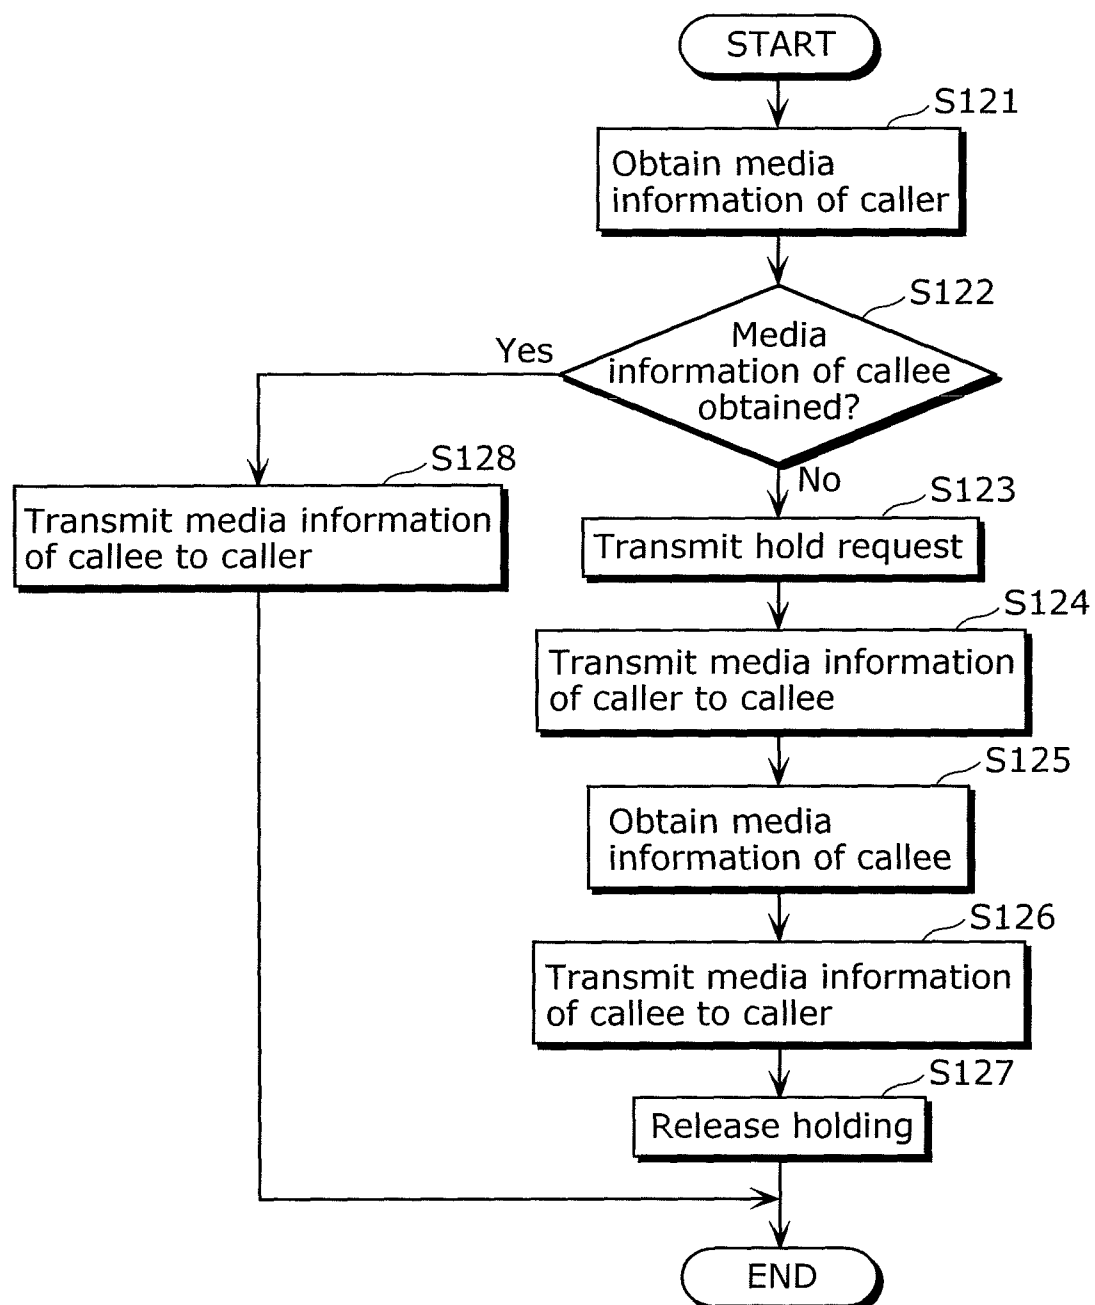 START
S121
Obtain media
information of caller
S122
Media
information of callee
obtained?
Yes
No
S128
Transmit media information
of callee to caller
S123
Transmit hold request
S124
Transmit media information
of caller to callee
S125
Obtain media
information of callee
S126
Transmit media information
of callee to caller
S127
Release holding
END